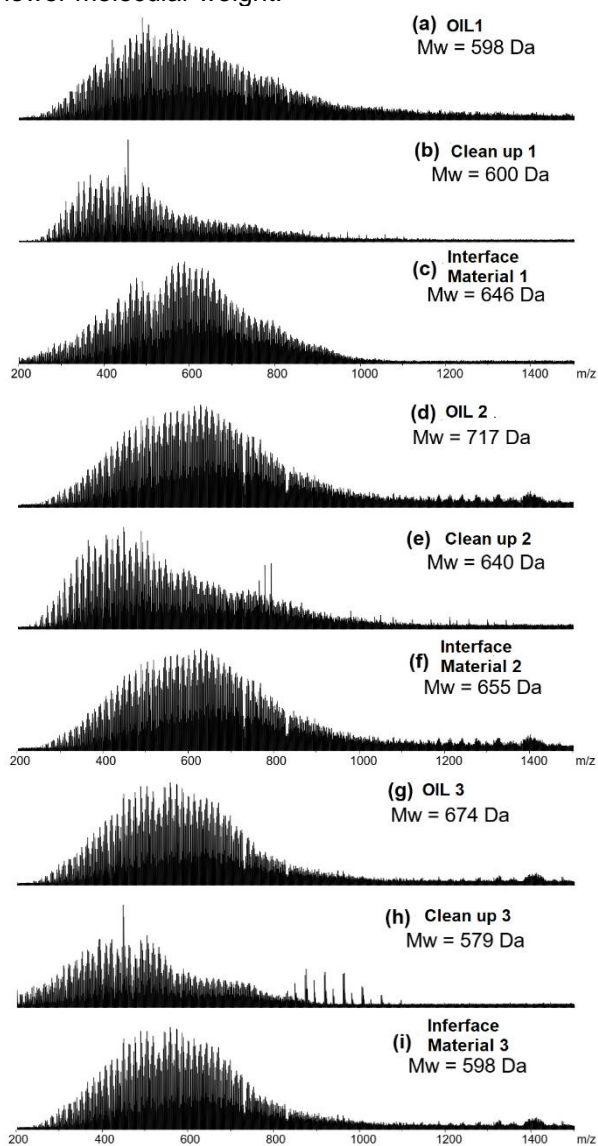 lower molecular weight.
(a) OIL1
Mw = 598 Da
(b) Clean up 1
Mw = 600 Da
(c) Interface
Material 1
Mw = 646 Da
200 400 600 800 1000 1200 1400 m/z
(d) OIL 2 .
Mw = 717 Da
(e) Clean up 2
Mw = 640 Da
(f) Interface
Material 2
Mw = 655 Da
200 400 600 800 1000 1200 1400 m/z
(g) OIL 3
Mw = 674 Da
(h) Clean up 3
Mw = 579 Da
(i) Inferface
Material 3
Mw = 598 Da
200 400 600 800 1000 1200 1400 m/z